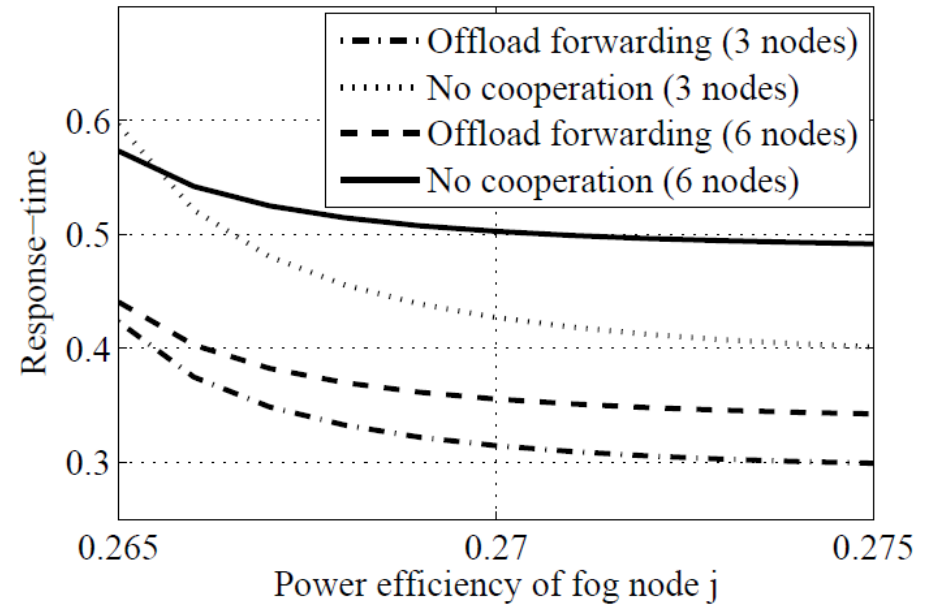 Offload forwarding (3 nodes)
No cooperation (3 nodes)
Offload forwarding (6 nodes)
No cooperation (6 nodes)
0.6
0.5
0.4
0.3
Response−time
0.265
0.27
0.275
Power efficiency of fog node j